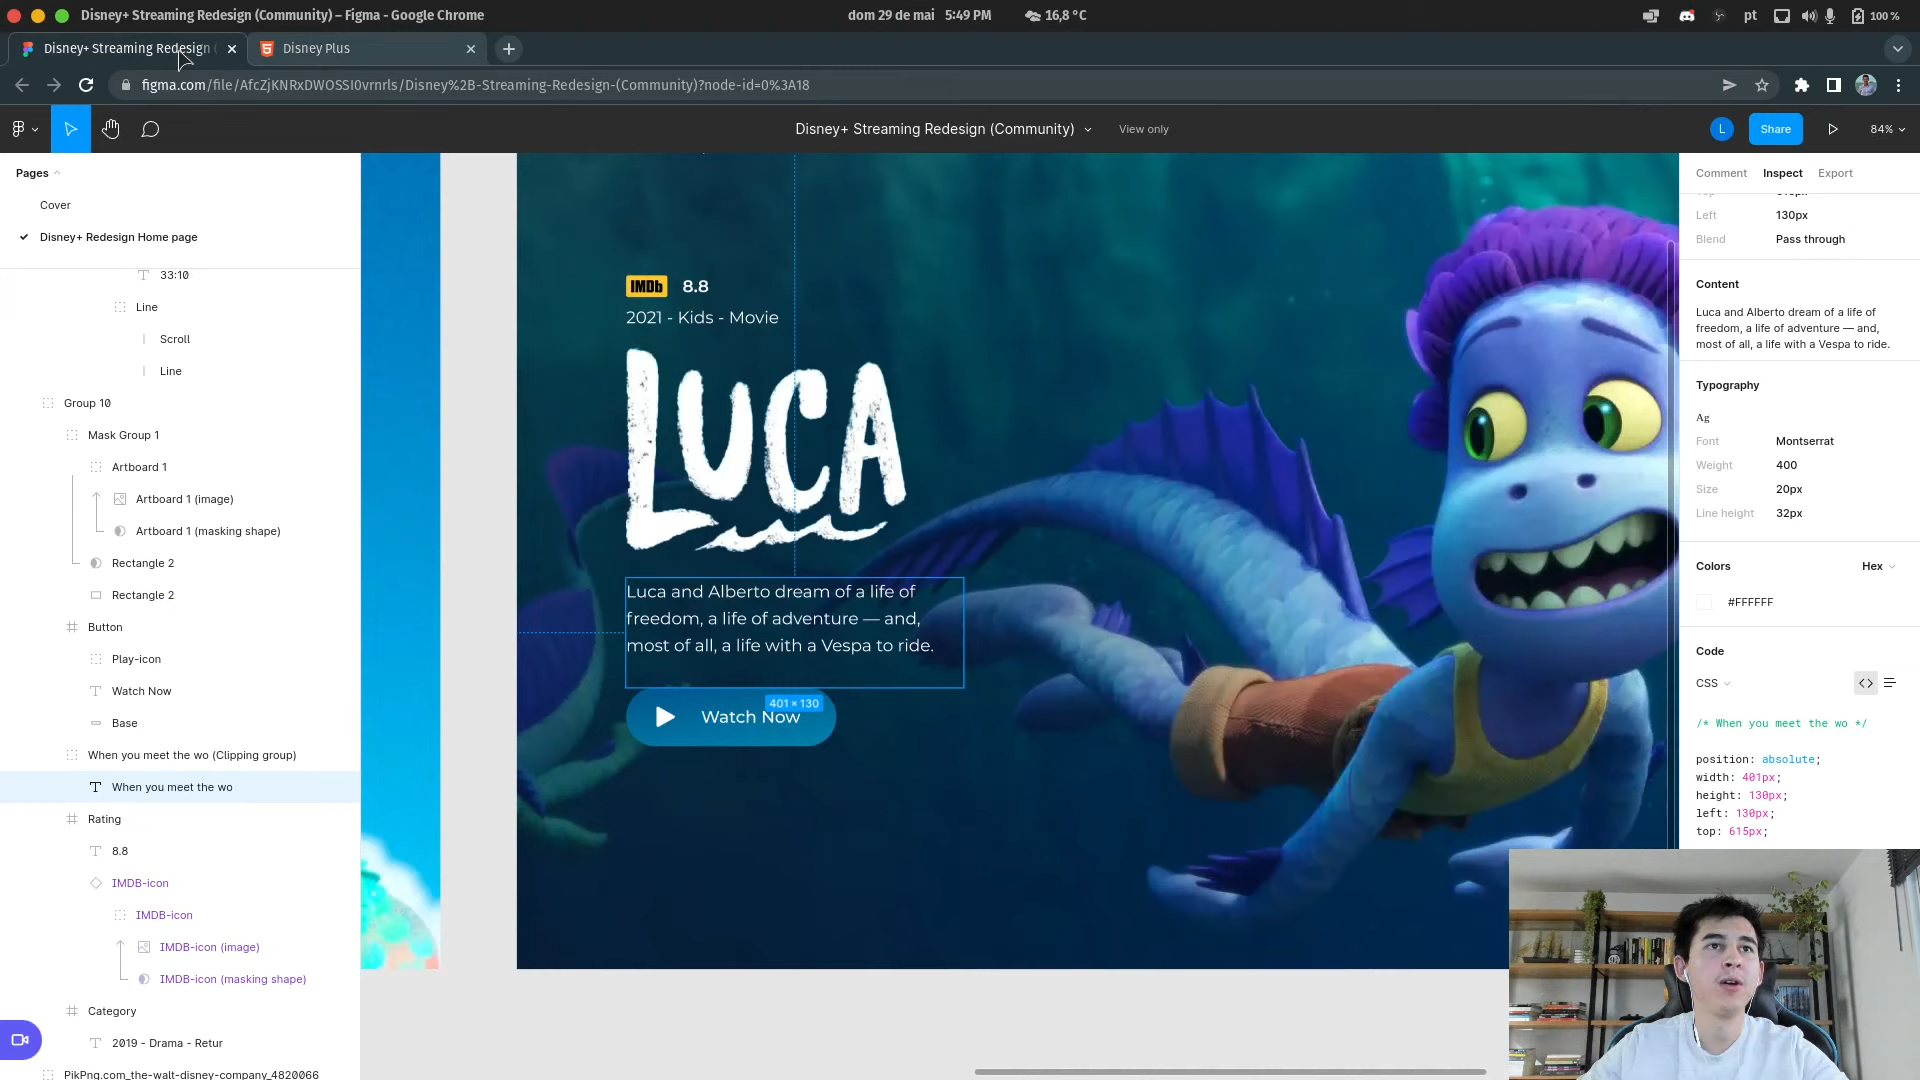 Disney+ Streaming Redesign (Community) – Figma - Google Chrome
dom 29 de mai 5:49 PM
16,8 °C
pt
100 %
Disney+ Streaming Redesign (
Disney Plus
figma.com/file/AfcZjKNRxDWOSSI0vrnrls/Disney%2B-Streaming-Redesign-(Community)?node-id=0%3A18
Disney+ Streaming Redesign (Community)
View only
L
Share
84%
Pages
Cover
Disney+ Redesign Home page
33:10
Line
Scroll
Line
Group 10
Mask Group 1
Artboard 1
Artboard 1 (image)
Artboard 1 (masking shape)
Rectangle 2
Rectangle 2
Button
Play-icon
Watch Now
Base
When you meet the wo (Clipping group)
When you meet the wo
Rating
8.8
IMDB-icon
IMDB-icon
IMDB-icon (image)
IMDB-icon (masking shape)
Category
2019 - Drama - Retur
PikPng.com_the-walt-disney-company_4820066
IMDb 8.8
2021 - Kids - Movie
LUCA
Luca and Alberto dream of a life of
freedom, a life of adventure — and,
most of all, a life with a Vespa to ride.
401 × 130
Watch Now
Comment
Inspect
Export
Left 130px
Blend Pass through
Content
Luca and Alberto dream of a life of
freedom, a life of adventure — and,
most of all, a life with a Vespa to ride.
Typography
Ag
Font Montserrat
Weight 400
Size 20px
Line height 32px
Colors
Hex
#FFFFFF
Code
CSS
/* When you meet the wo */
position: absolute;
width: 401px;
height: 130px;
left: 130px;
top: 615px;